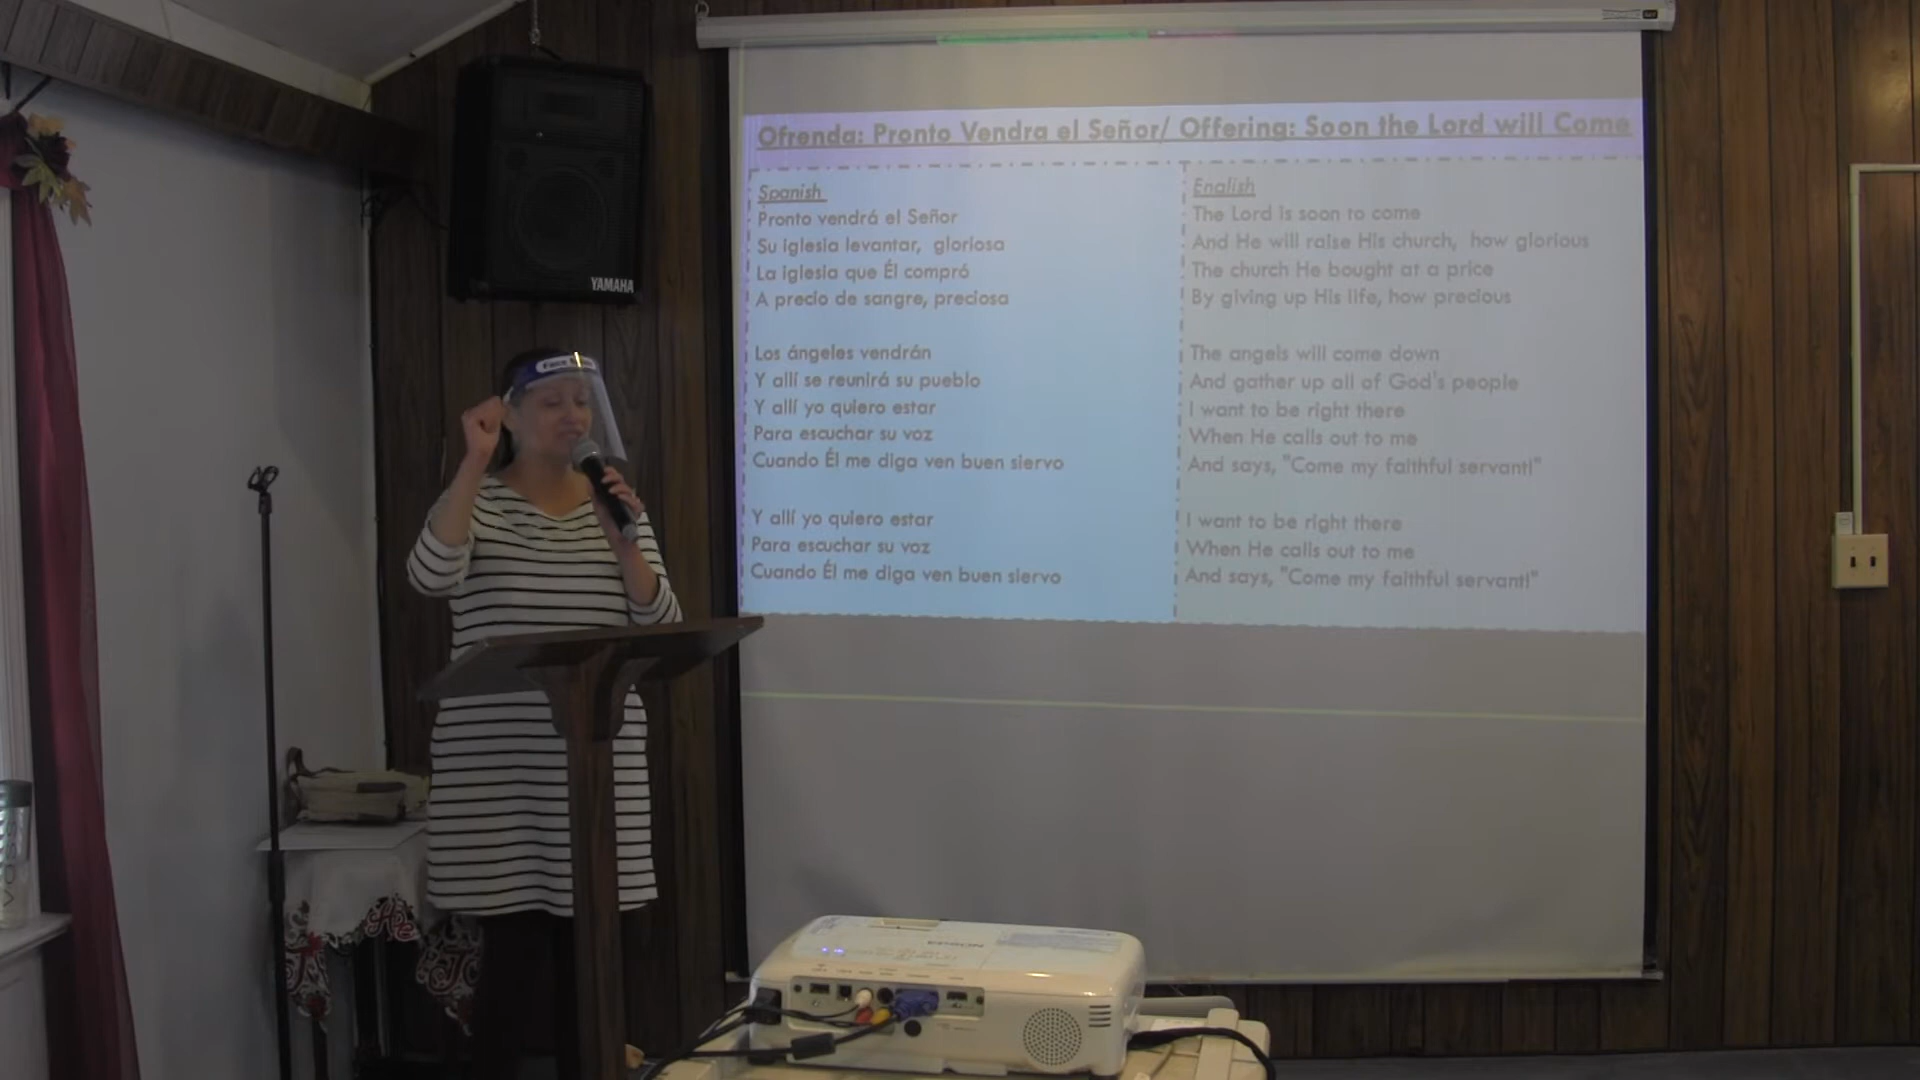 Ofrenda: Pronto Vendra el Señor/ Offering: Soon the Lord will Come
Spanish
Pronto vendrá el Señor
Su iglesia levantar, gloriosa
La iglesia que Él compró
A precio de sangre, preciosa
Los ángeles vendrán
Y allí se reunirá su pueblo
Y allí yo quiero estar
Para escuchar su voz
Cuando Él me diga ven buen siervo
Y allí yo quiero estar
Para escuchar su voz
Cuando Él me diga ven buen siervo
English
The Lord is soon to come
And He will raise His church, how glorious
The church He bought at a price
By giving up His life, how precious
The angels will come down
And gather up all of God's people
I want to be right there
When He calls out to me
And says, "Come my faithful servant!"
I want to be right there
When He calls out to me
And says, "Come my faithful servant!"
YAMAHA
EPSON